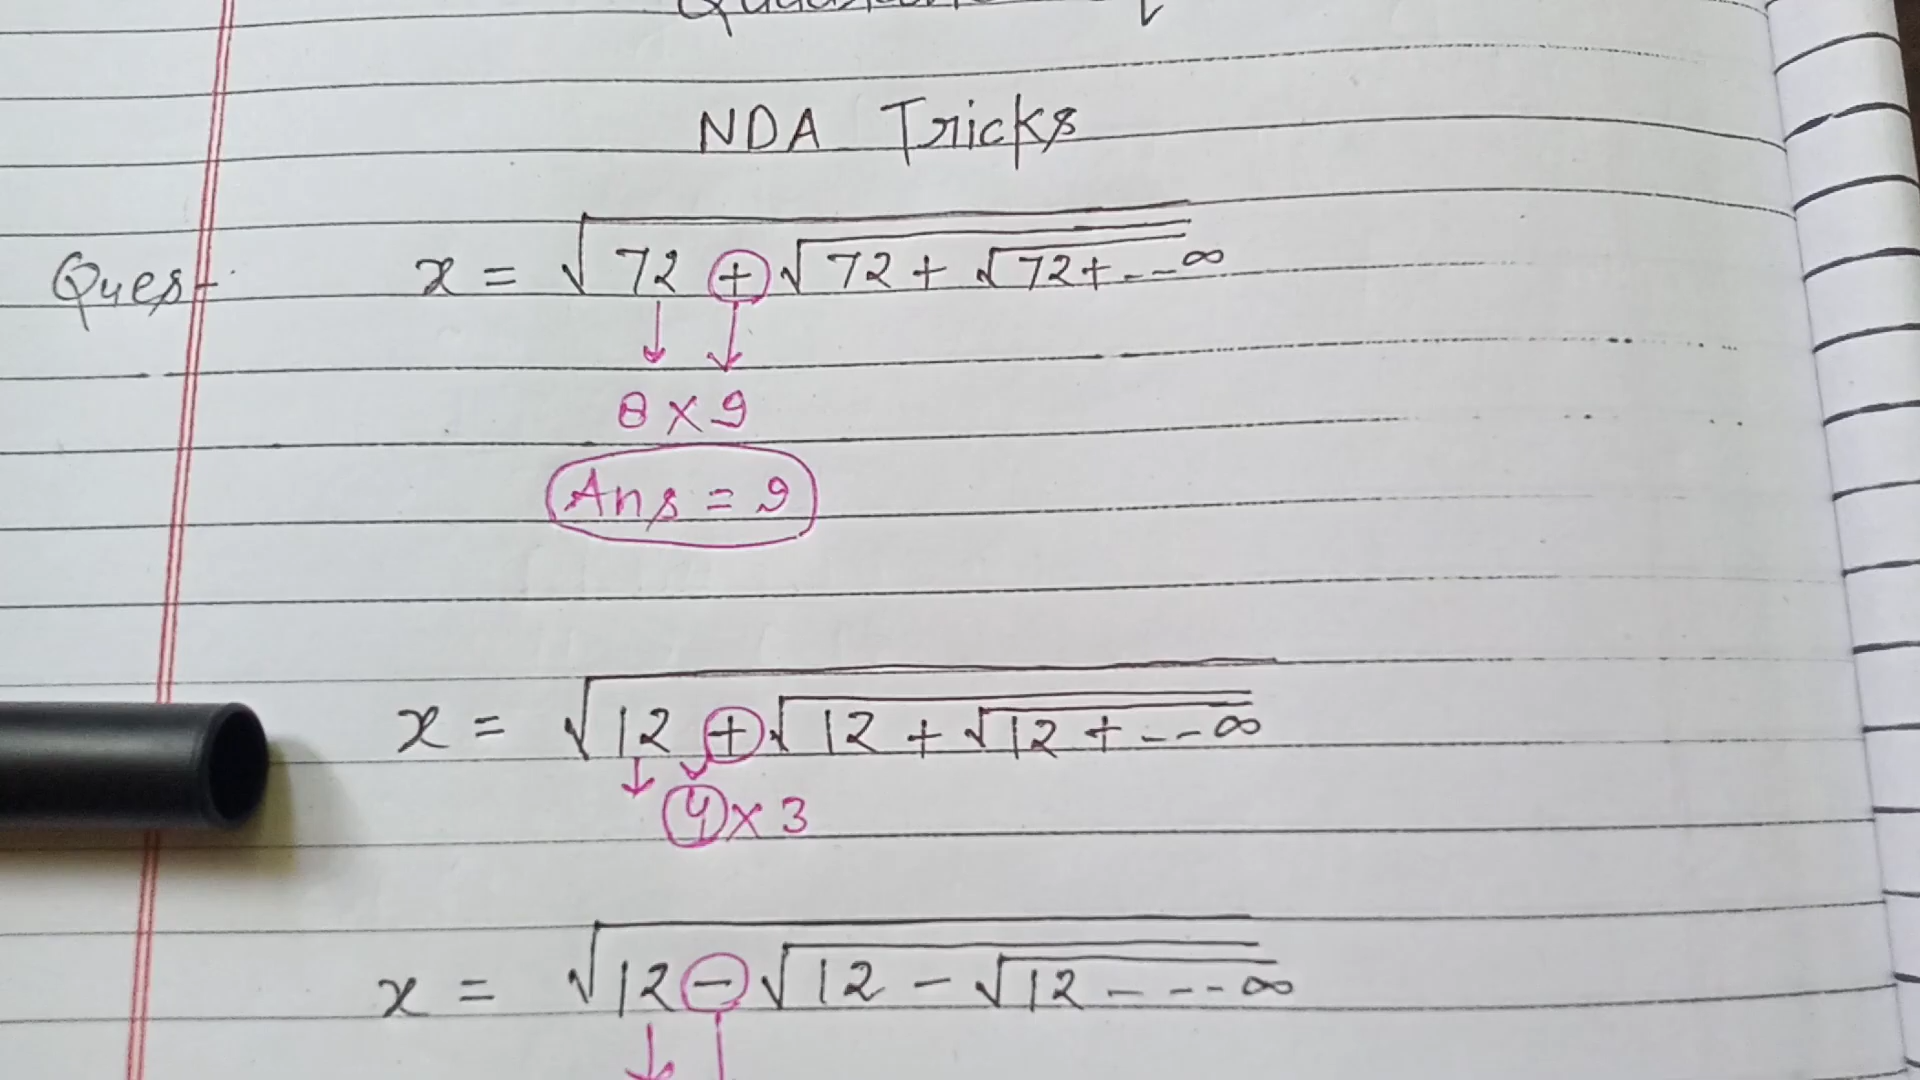 NDA Tricks
Ques- x = √72 + √72 + √72 + -- ∞
↓ ↓
8 × 9
Ans = 9
x = √12 + √12 + √12 + -- ∞
↓ ↓
4 × 3
x = √12 - √12 - √12 - --- ∞
↓